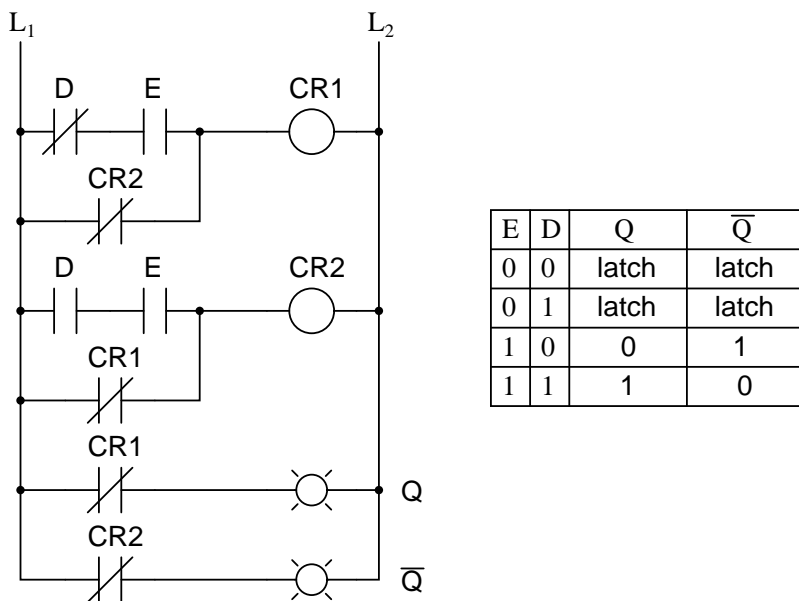 L1 L2
D E CR1
CR2
D E CR2
CR1
CR1
Q
CR2
Q̅
E D Q Q̅
0 0 latch latch
0 1 latch latch
1 0 0 1
1 1 1 0